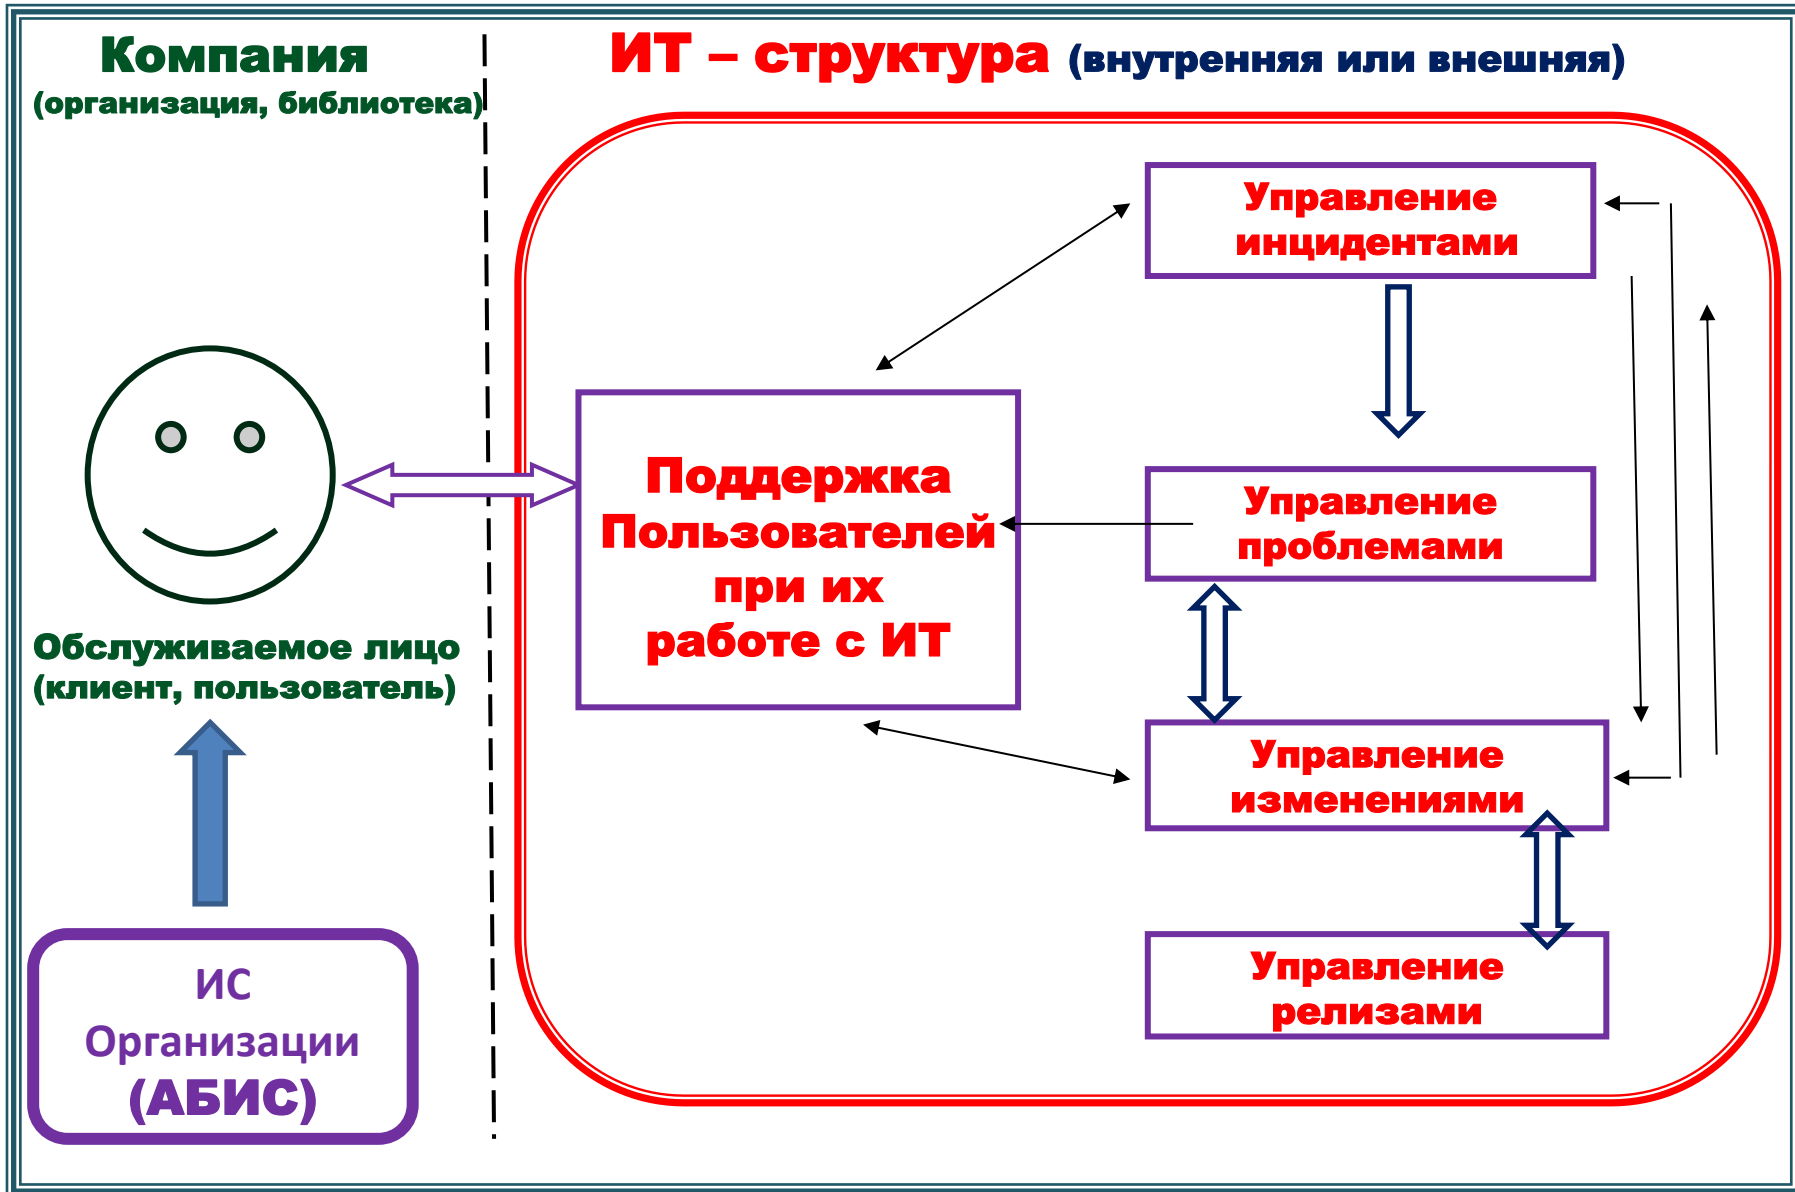 Компания
(организация, библиотека)
ИТ – структура (внутренняя или внешняя)
Управление
инцидентами
Поддержка
Пользователей
при их
работе с ИТ
Управление
проблемами
Обслуживаемое лицо
(клиент, пользователь)
Управление
изменениями
ИС
Организации
(АБИС)
Управление
релизами